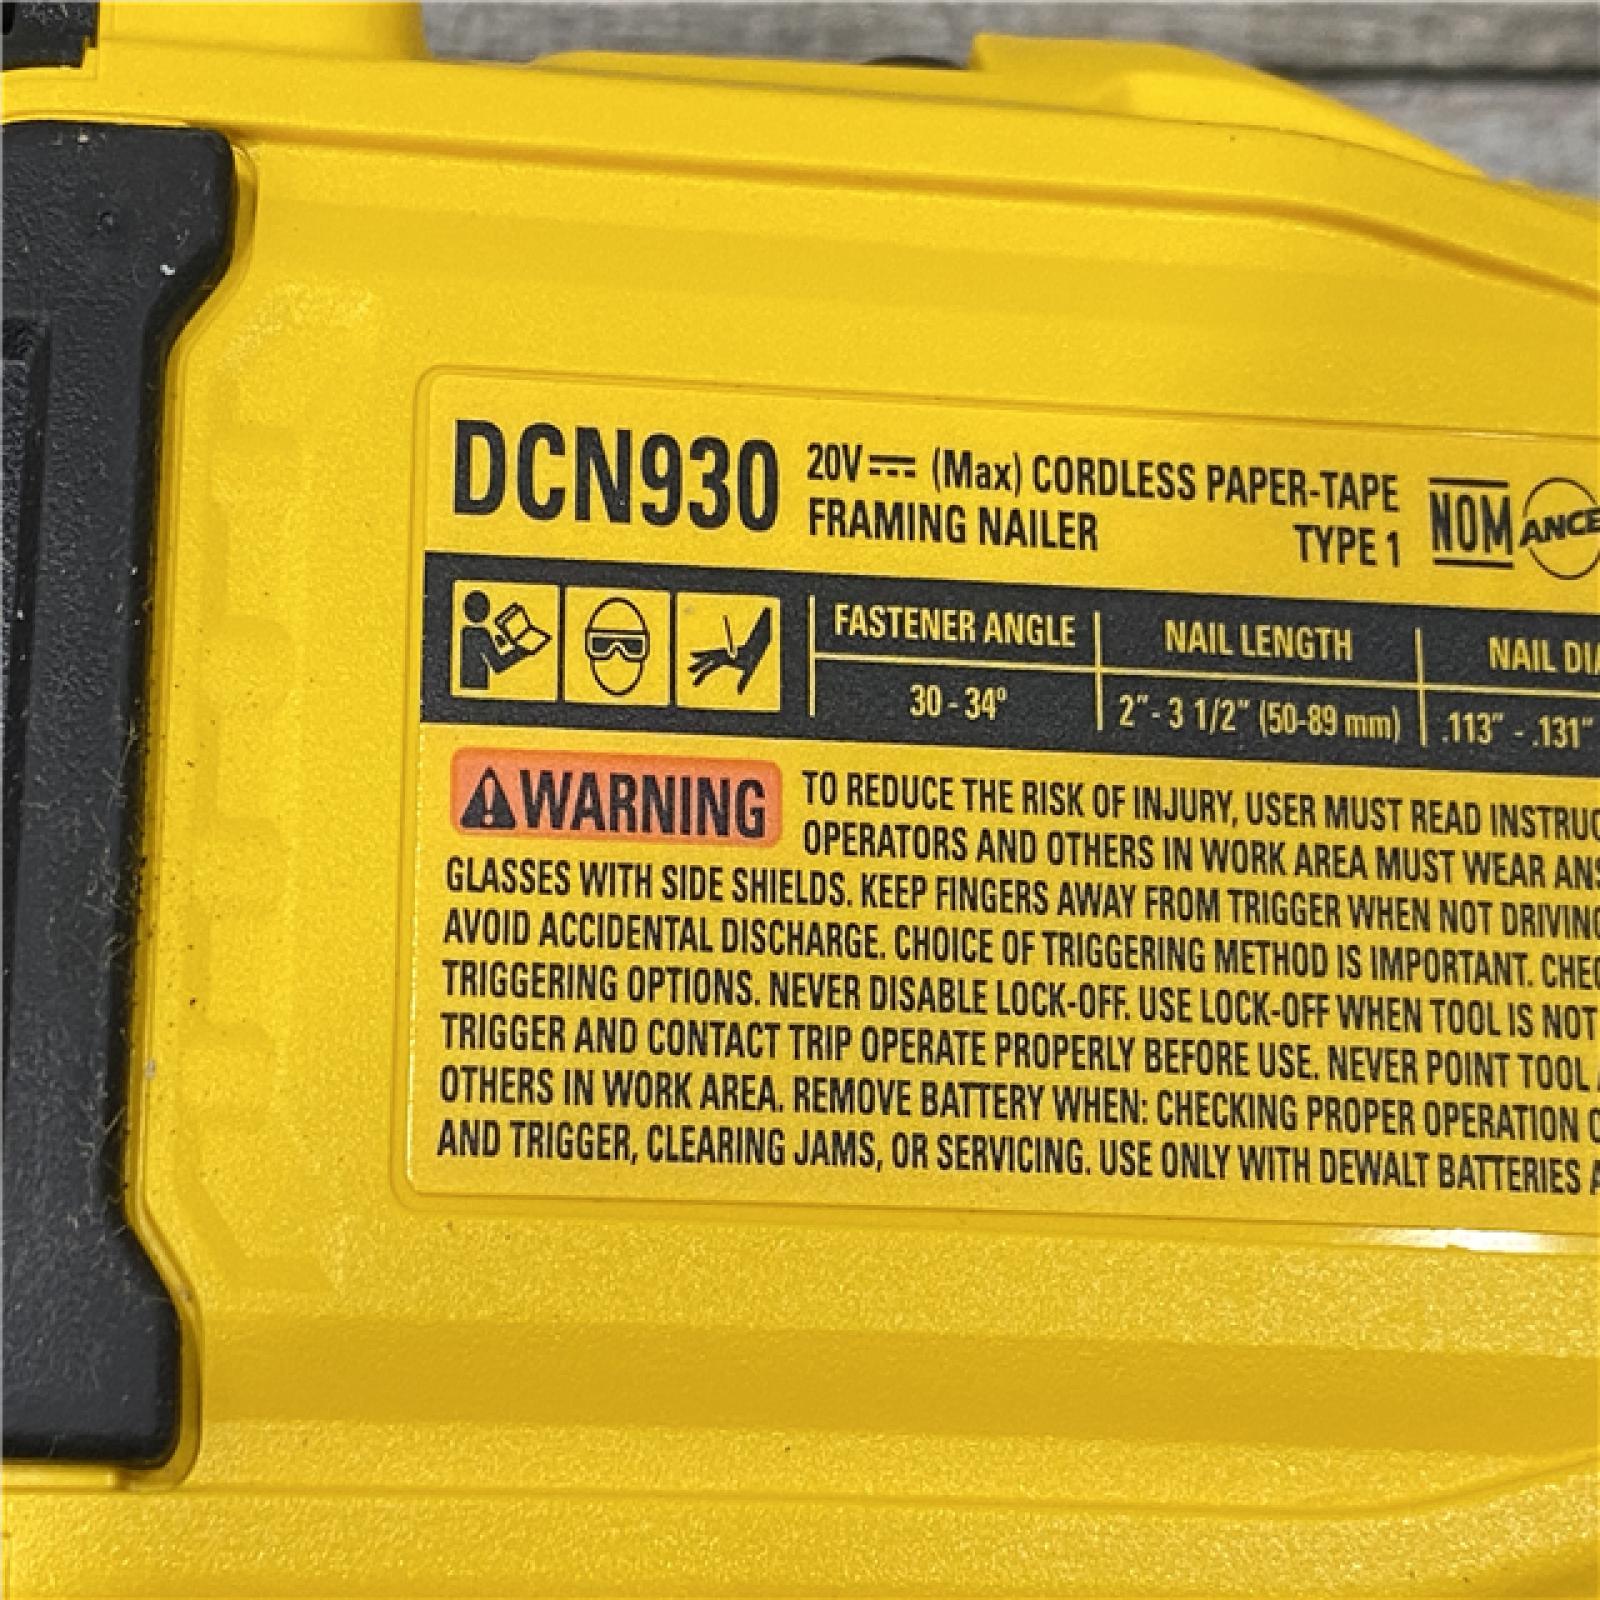 DCN930 20V (Max) CORDLESS PAPER-TAPE
FRAMING NAILER TYPE 1
NOM ANCE
FASTENER ANGLE NAIL LENGTH NAIL
30 - 34° 2" - 3 1/2" (50-89 mm) .113" - .131"
WARNING TO REDUCE THE RISK OF INJURY, USER MUST READ
OPERATORS AND OTHERS IN WORK AREA MUST WEAR
GLASSES WITH SIDE SHIELDS. KEEP FINGERS AWAY FROM TRIGGER WHEN NOT
AVOID ACCIDENTAL DISCHARGE. CHOICE OF TRIGGERING METHOD IS IMPORTANT.
TRIGGERING OPTIONS. NEVER DISABLE LOCK-OFF. USE LOCK-OFF WHEN TOOL IS NOT
TRIGGER AND CONTACT TRIP OPERATE PROPERLY BEFORE USE. NEVER POINT TOOL
OTHERS IN WORK AREA. REMOVE BATTERY WHEN: CHECKING PROPER OPERATION
AND TRIGGER, CLEARING JAMS, OR SERVICING. USE ONLY WITH DEWALT BATTERIES